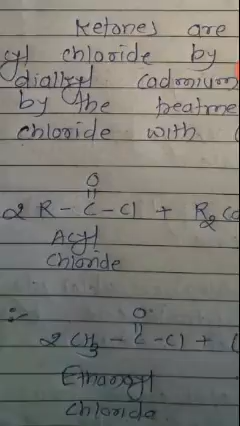 Ketones are
yl chloride by
dialkyl cadmium
by the treatme
chloride with
O
2 R - C - Cl + R2 Cd
Acyl
chloride
:-
O
2 CH3 - C - Cl + (
Ethanoyl
chloride